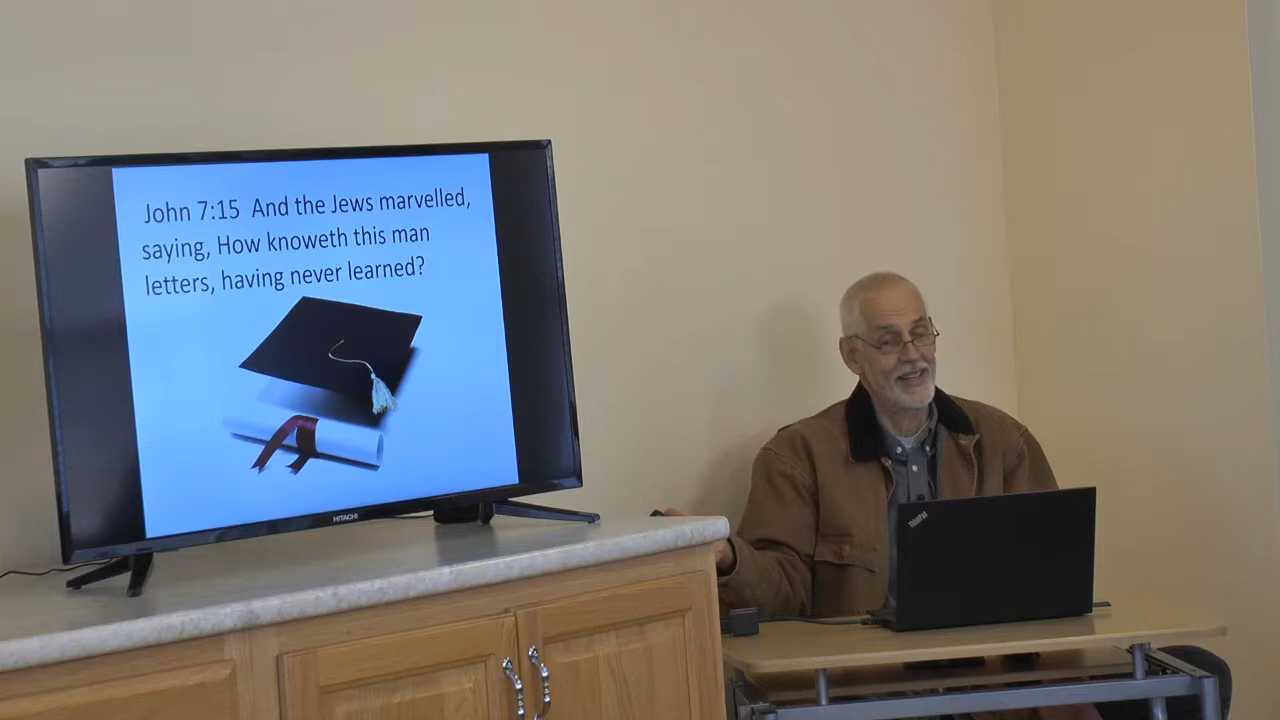 John 7:15 And the Jews marvelled,
saying, How knoweth this man
letters, having never learned?
HITACHI
ThinkPad